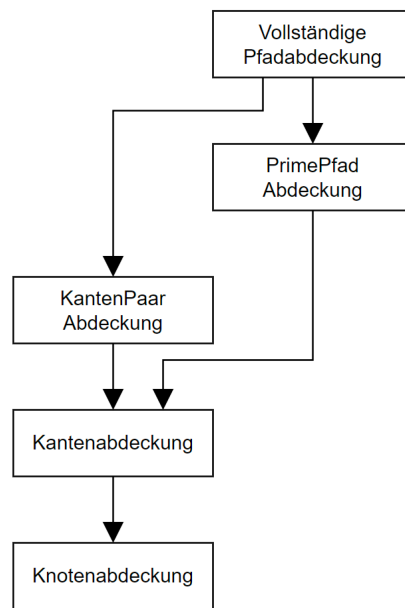 Vollständige
Pfadabdeckung
PrimePfad
Abdeckung
KantenPaar
Abdeckung
Kantenabdeckung
Knotenabdeckung